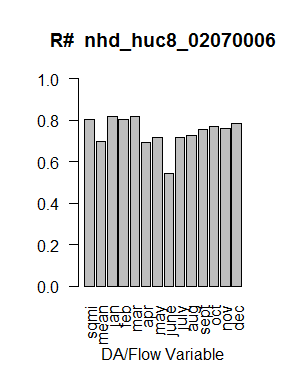 R#  nhd_huc8_02070006
1.0
0.8
0.6
0.4
0.2
0.0
sqmi
mean
jan
feb
mar
apr
may
june
july
aug
sept
oct
nov
dec
DA/Flow Variable